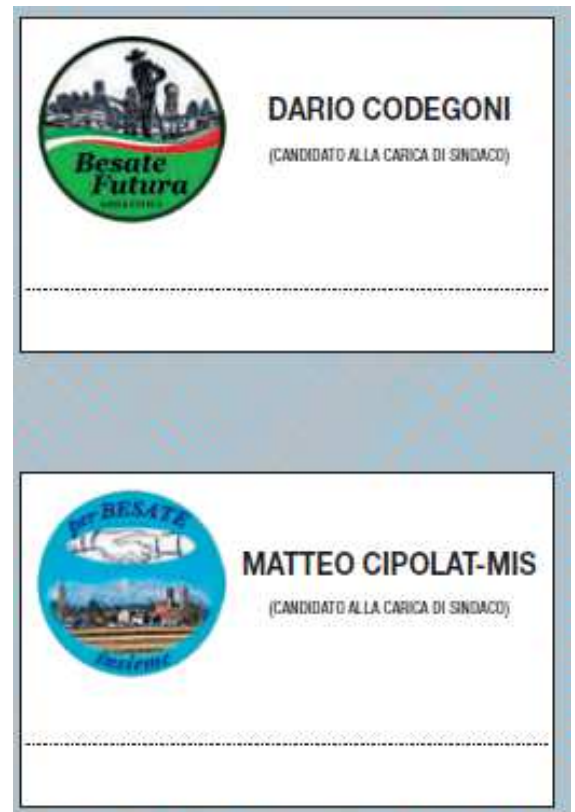 Besate
Futura
DARIO CODEGONI
(CANDIDATO ALLA CARICA DI SINDACO)
per BESATE
insieme
MATTEO CIPOLAT-MIS
(CANDIDATO ALLA CARICA DI SINDACO)